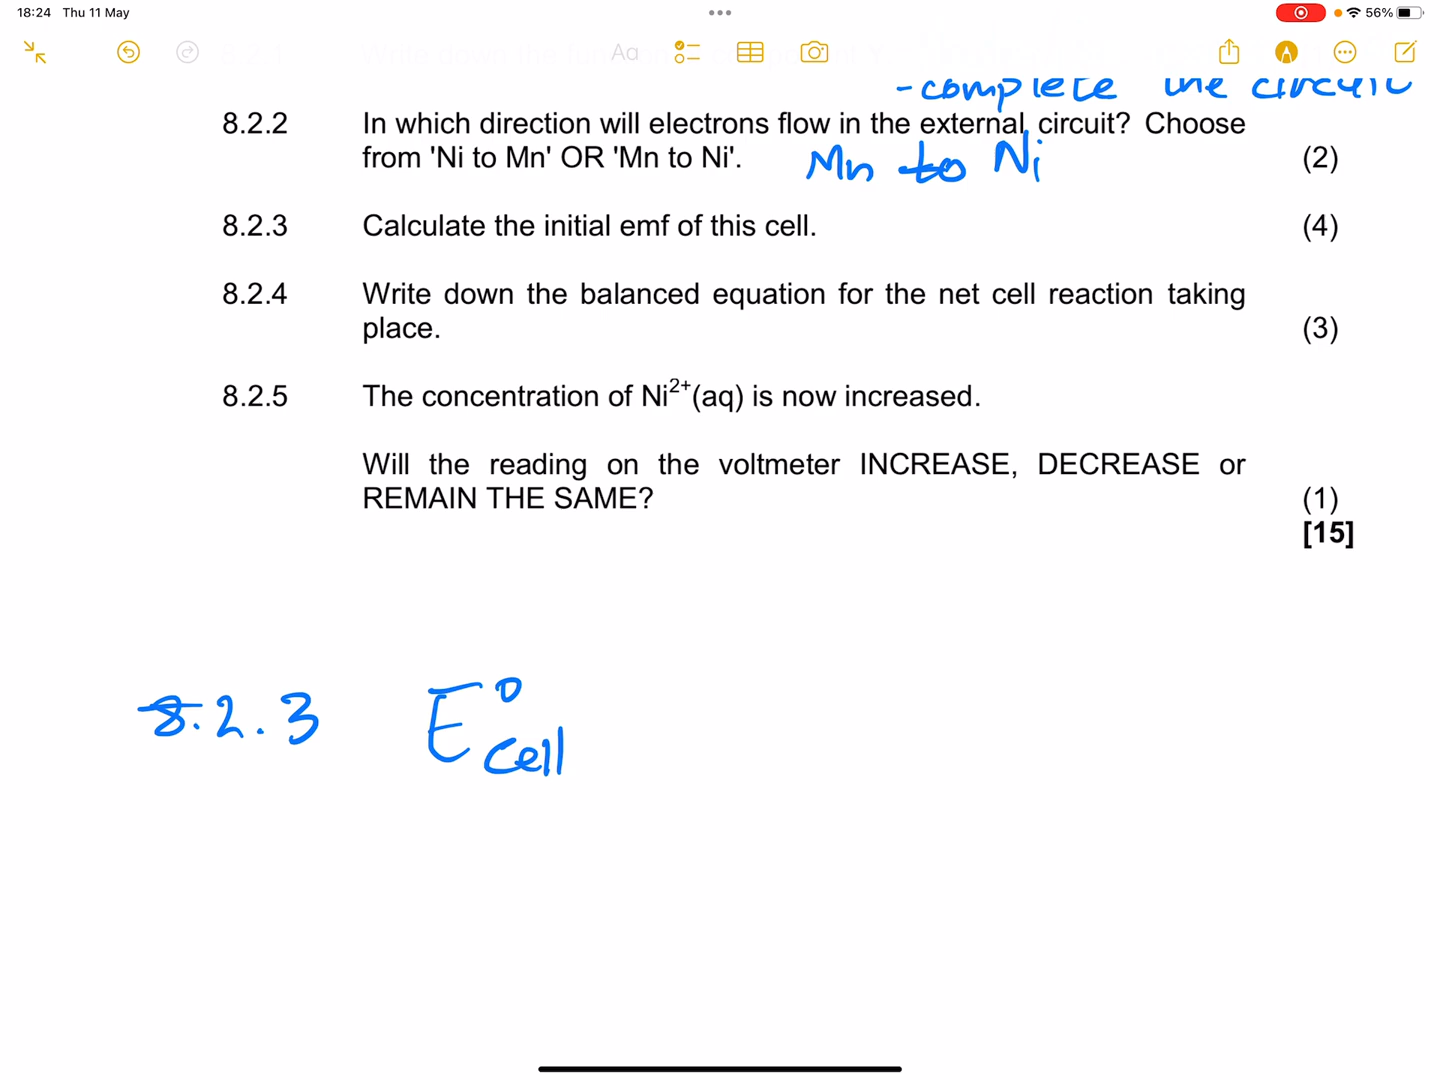 18:24 Thu 11 May
56%
Aa
-complete the circuit
8.2.2 In which direction will electrons flow in the external circuit? Choose
from 'Ni to Mn' OR 'Mn to Ni'. Mn to Ni (2)
8.2.3 Calculate the initial emf of this cell. (4)
8.2.4 Write down the balanced equation for the net cell reaction taking
place. (3)
8.2.5 The concentration of Ni²⁺(aq) is now increased.
Will the reading on the voltmeter INCREASE, DECREASE or
REMAIN THE SAME? (1)
[15]
8.2.3 E⁰cell